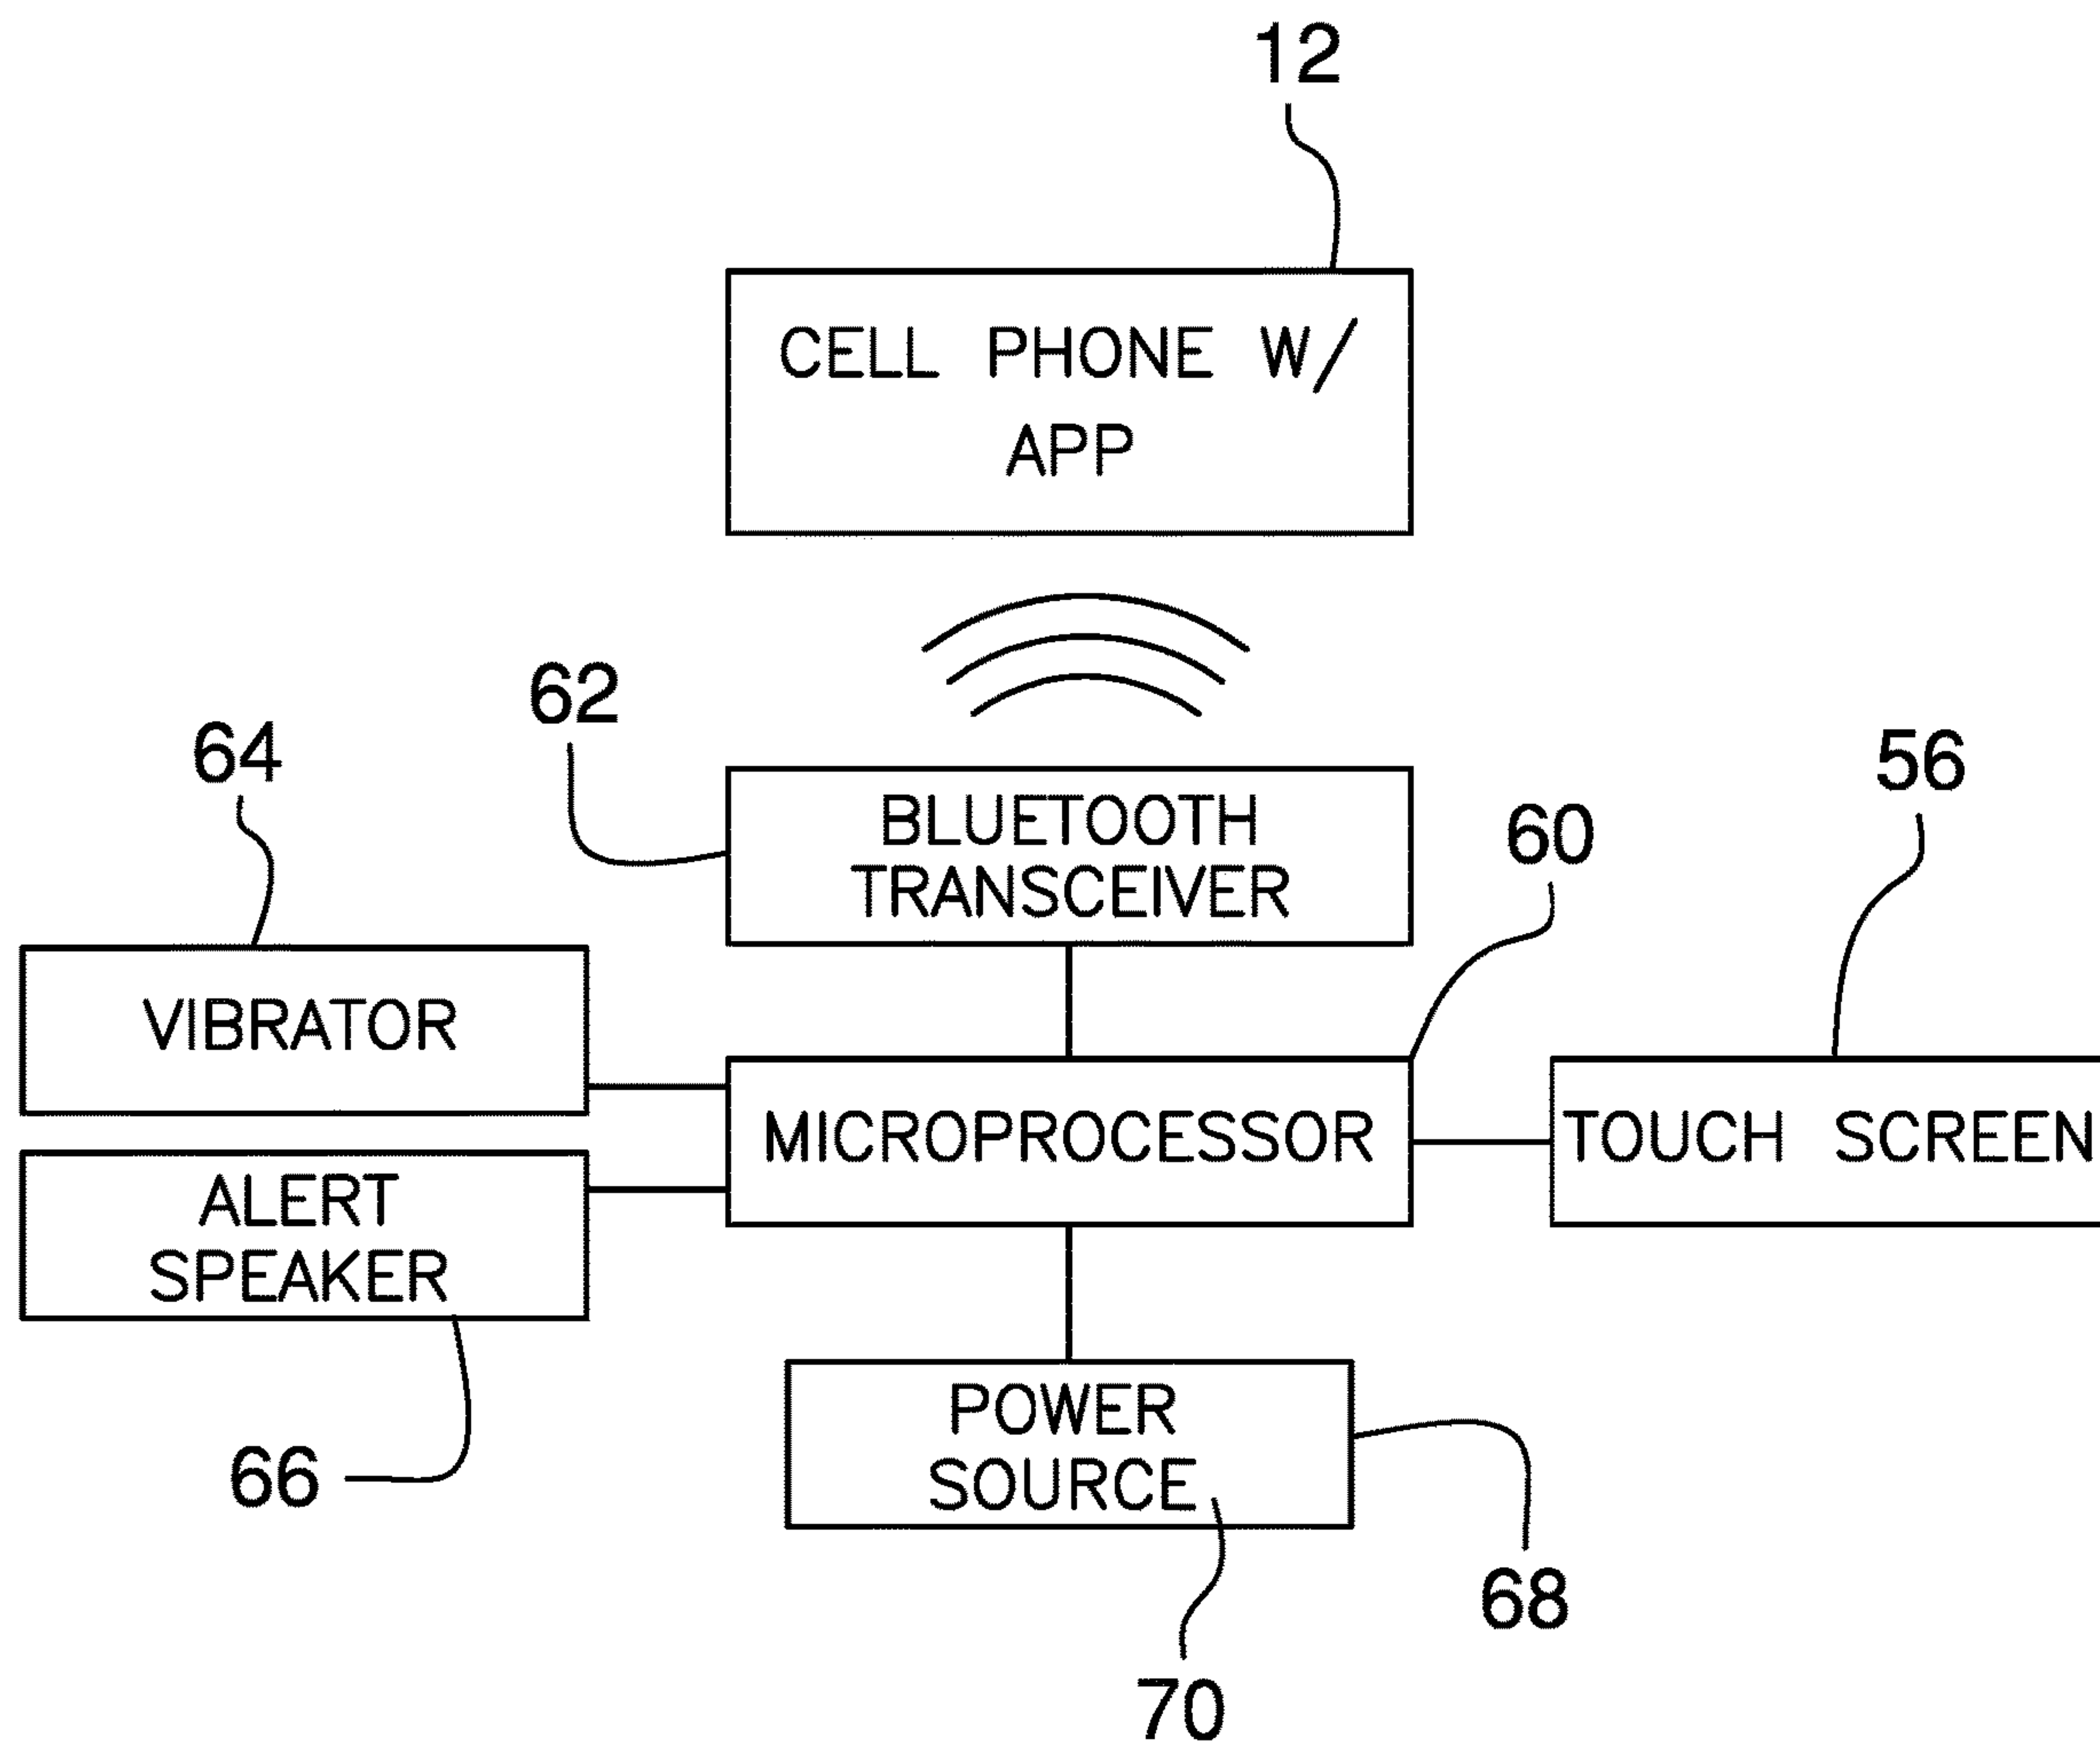 12
CELL PHONE W/
APP
62
64
56
BLUETOOTH
TRANSCEIVER
60
VIBRATOR
MICROPROCESSOR
TOUCH SCREEN
ALERT
SPEAKER
POWER
SOURCE
66
68
70